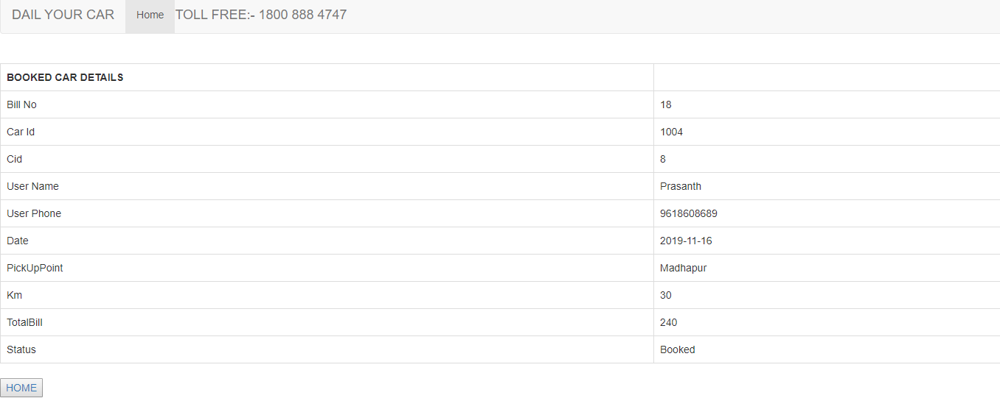 DAIL YOUR CAR Home TOLL FREE:- 1800 888 4747
BOOKED CAR DETAILS
Bill No 18
Car Id 1004
Cid 8
User Name Prasanth
User Phone 9618608689
Date 2019-11-16
PickUpPoint Madhapur
Km 30
TotalBill 240
Status Booked
HOME